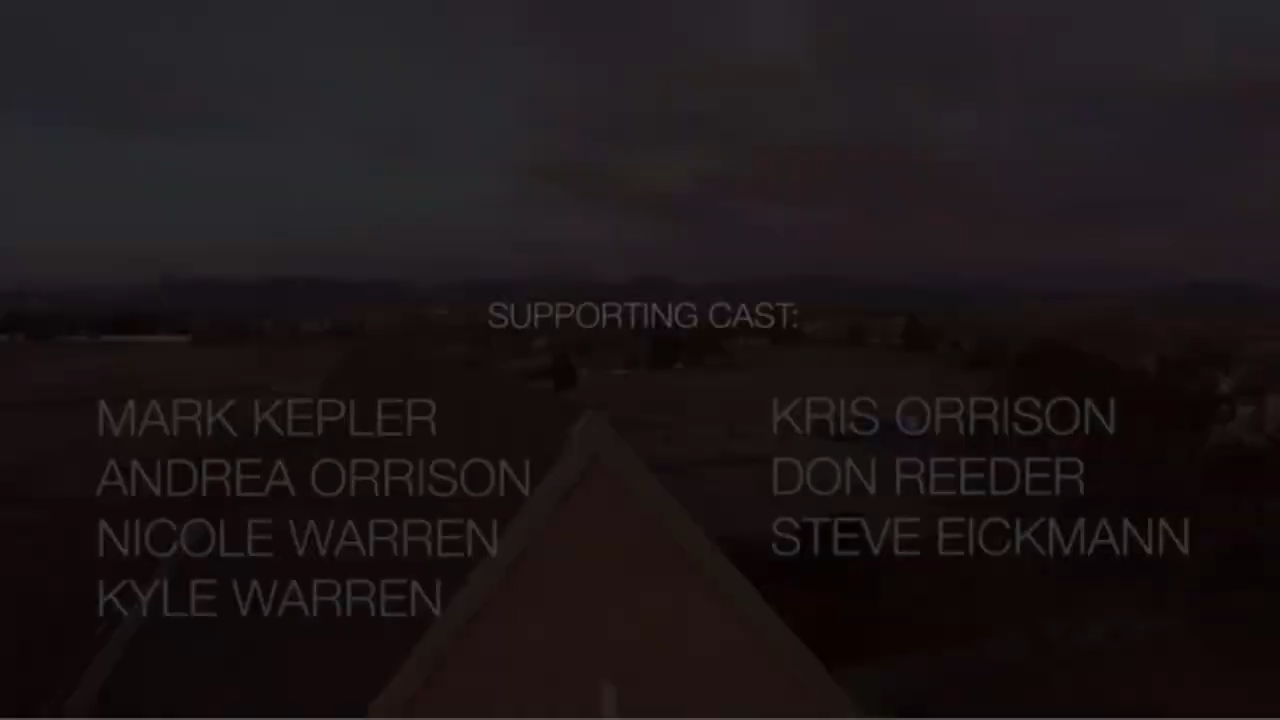 SUPPORTING CAST:
MARK KEPLER
ANDREA ORRISON
NICOLE WARREN
KYLE WARREN
KRIS ORRISON
DON REEDER
STEVE EICKMANN